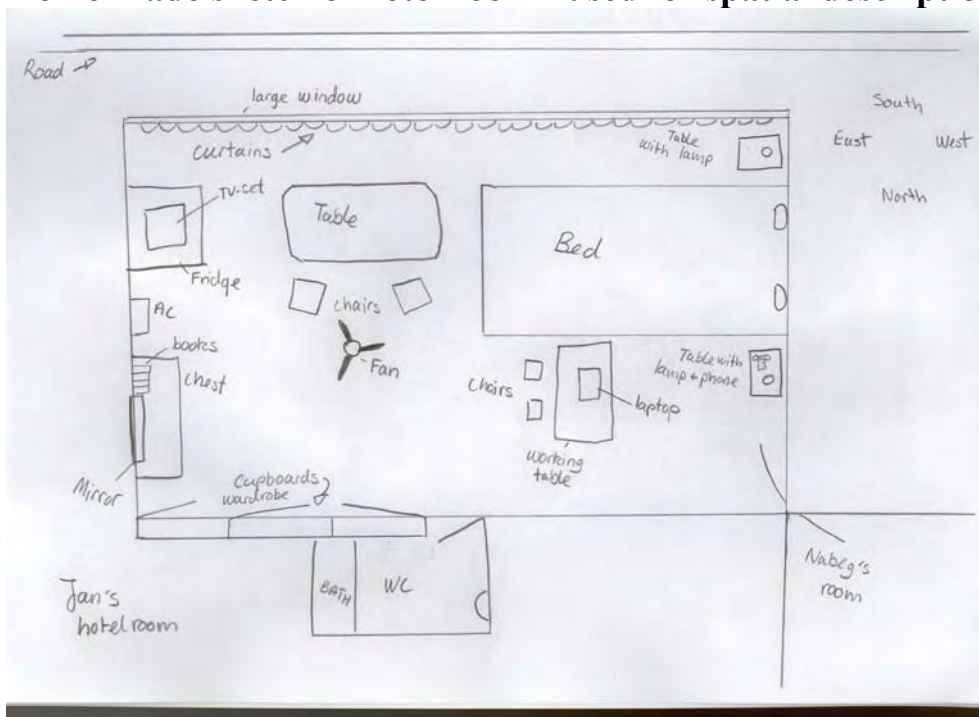 Road
large window
curtains
Table
with lamp
South
East
West
North
TV-set
Table
Bed
Fridge
chairs
AC
books
Chest
Fan
Chairs
laptop
Table with
lamp + phone
working
table
Mirror
Cupboards
wardrobe
BATH
WC
Jan's
hotel room
Nabeg's
room